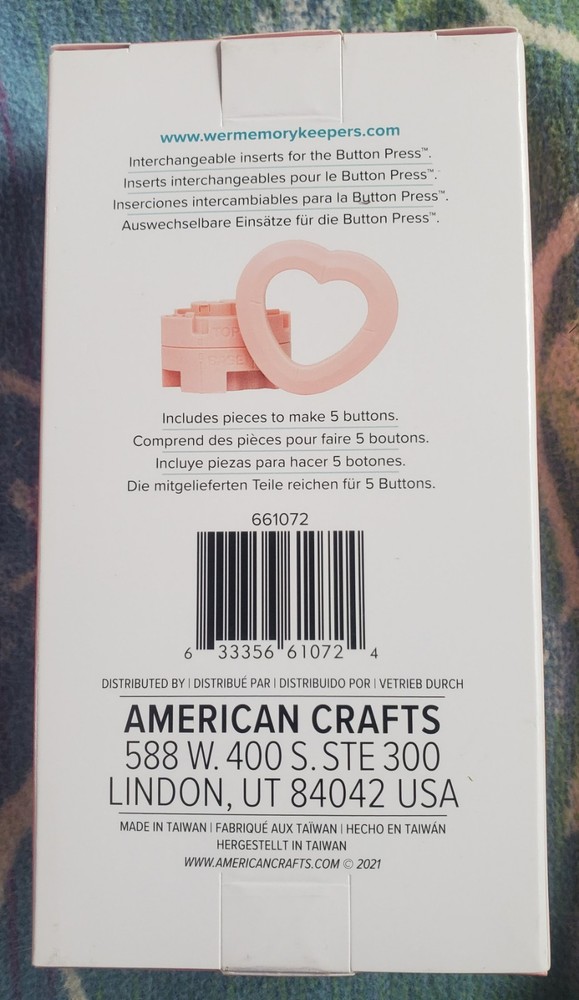 www.wermemorykeepers.com
Interchangeable inserts for the Button Press™.
Inserts interchangeables pour le Button Press™.
Inserciones intercambiables para la Button Press™.
Auswechselbare Einsätze für die Button Press™.
TOP
BASE
Includes pieces to make 5 buttons.
Comprend des pièces pour faire 5 boutons.
Incluye piezas para hacer 5 botones.
Die mitgelieferten Teile reichen für 5 Buttons.
661072
6 33356 61072 4
DISTRIBUTED BY | DISTRIBUÉ PAR | DISTRIBUIDO POR | VETRIEB DURCH
AMERICAN CRAFTS
588 W. 400 S. STE 300
LINDON, UT 84042 USA
MADE IN TAIWAN | FABRIQUÉ AUX TAÏWAN | HECHO EN TAIWÁN
HERGESTELLT IN TAIWAN
WWW.AMERICANCRAFTS.COM © 2021